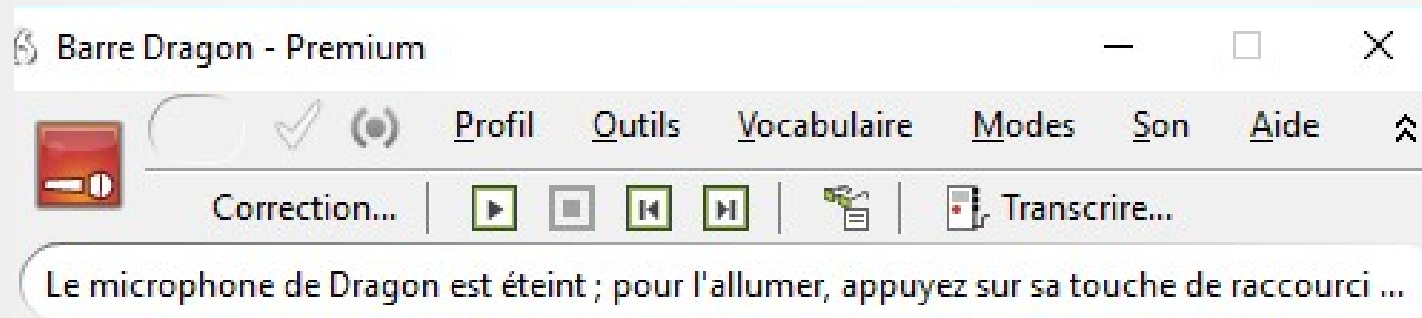 Barre Dragon - Premium
Profil Outils Vocabulaire Modes Son Aide
Correction... Transcrire...
Le microphone de Dragon est éteint ; pour l'allumer, appuyez sur sa touche de raccourci ...